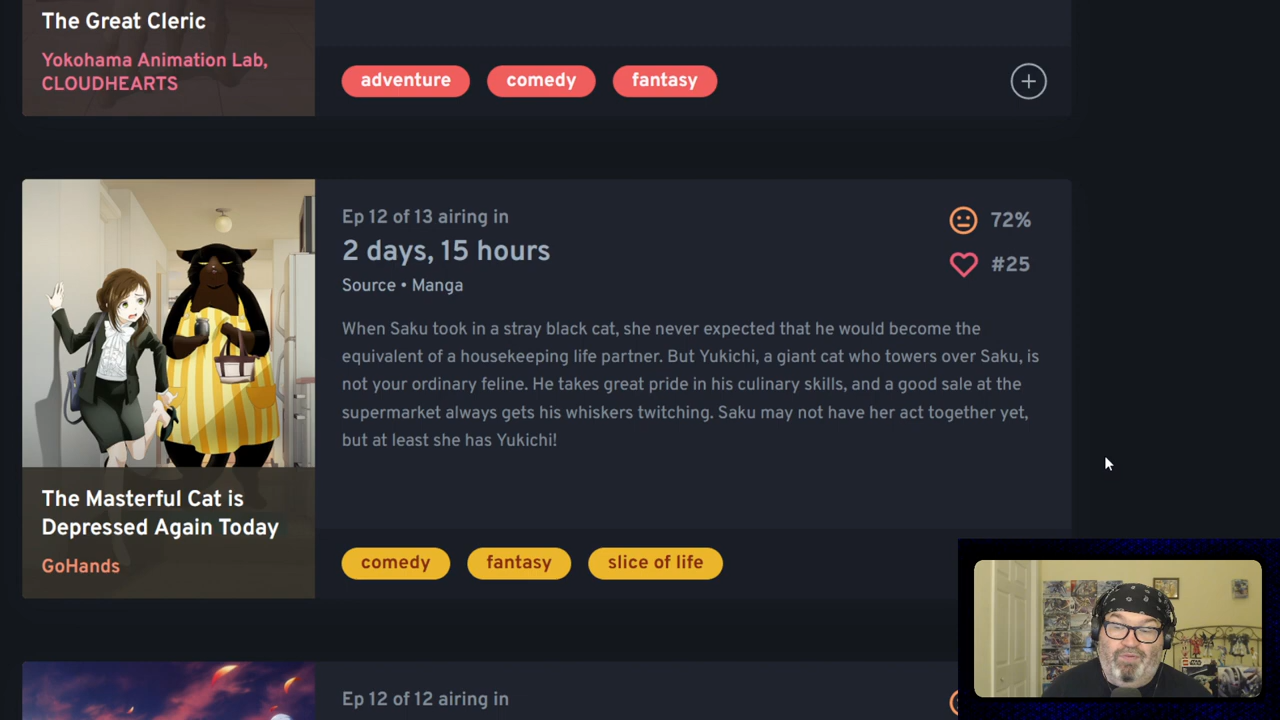 The Great Cleric
Yokohama Animation Lab,
CLOUDHEARTS
adventure
comedy
fantasy
Ep 12 of 13 airing in
2 days, 15 hours
Source • Manga
72%
#25
When Saku took in a stray black cat, she never expected that he would become the
equivalent of a housekeeping life partner. But Yukichi, a giant cat who towers over Saku, is
not your ordinary feline. He takes great pride in his culinary skills, and a good sale at the
supermarket always gets his whiskers twitching. Saku may not have her act together yet,
but at least she has Yukichi!
The Masterful Cat is
Depressed Again Today
GoHands
comedy
fantasy
slice of life
Ep 12 of 12 airing in